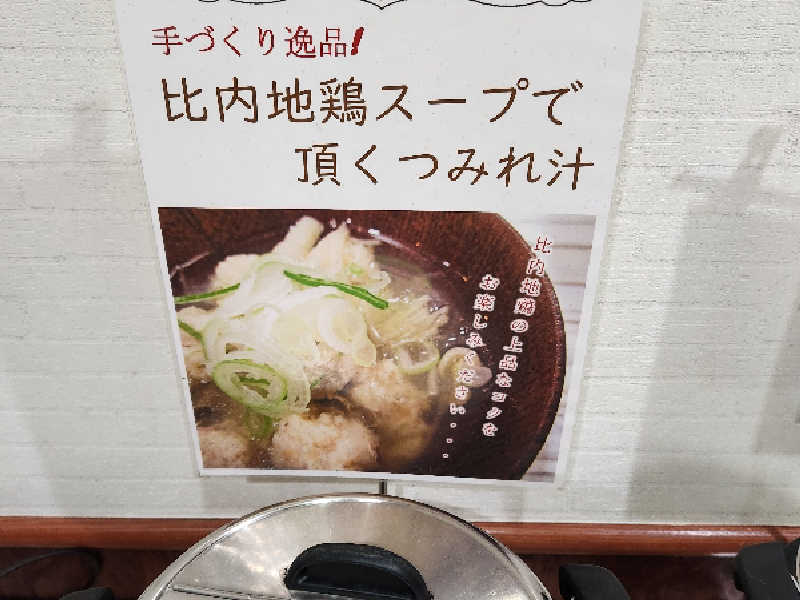 手づくり逸品!
比内地鶏スープで
頂くつみれ汁
比内地鶏の上品なコクを
お楽しみください...